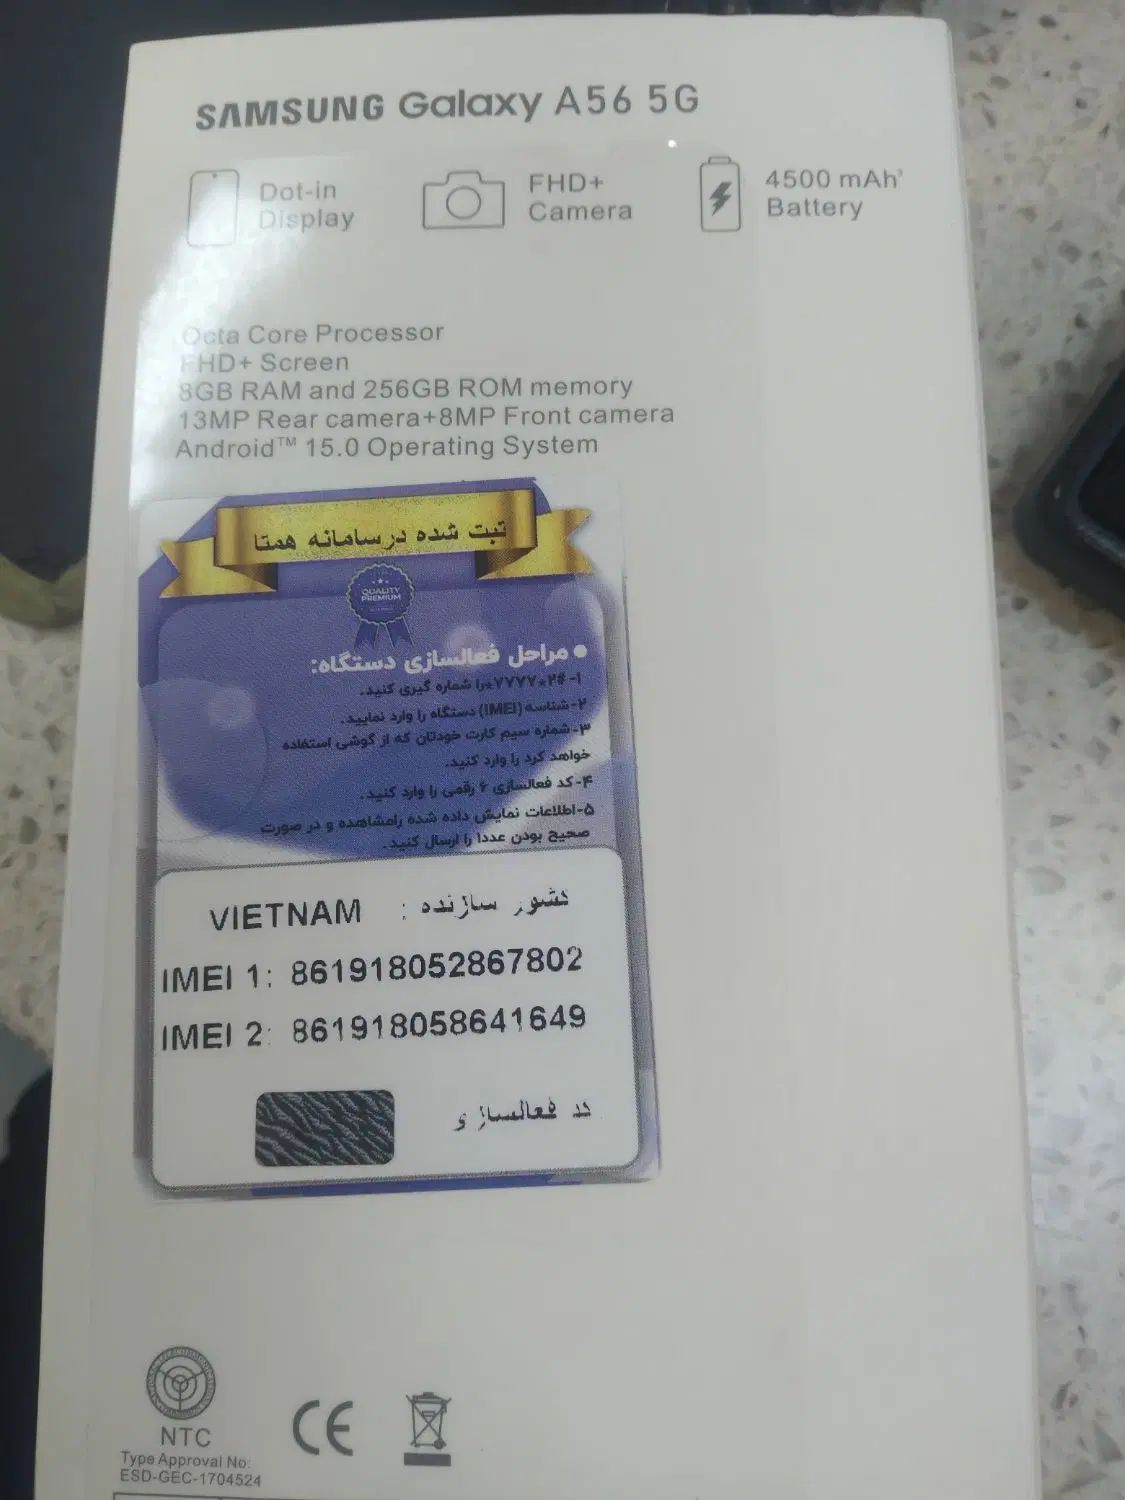 SAMSUNG Galaxy A56 5G
Dot-in
Display
FHD+
Camera
4500 mAh
Battery
Octa Core Processor
FHD+ Screen
8GB RAM and 256GB ROM memory
13MP Rear camera+8MP Front camera
Android™ 15.0 Operating System
ثبت شده در سامانه همتا
QUALITY
PREMIUM
● مراحل فعالسازی دستگاه:
۱- #۲*۷۷۷۷* را شماره گیری کنید.
۲-شناسه (IMEI) دستگاه را وارد نمایید.
۳-شماره سیم کارت خودتان که از گوشی استفاده
خواهد کرد را وارد کنید.
۴-کد فعالسازی ۶ رقمی را وارد کنید.
۵-اطلاعات نمایش داده شده رامشاهده و در صورت
صحیح بودن عدد۱ را ارسال کنید.
کشور سازنده : VIETNAM
IMEI 1: 861918052867802
IMEI 2: 861918058641649
کد فعالسازی
NTC
Type Approval No:
ESD-GEC-1704524
CE